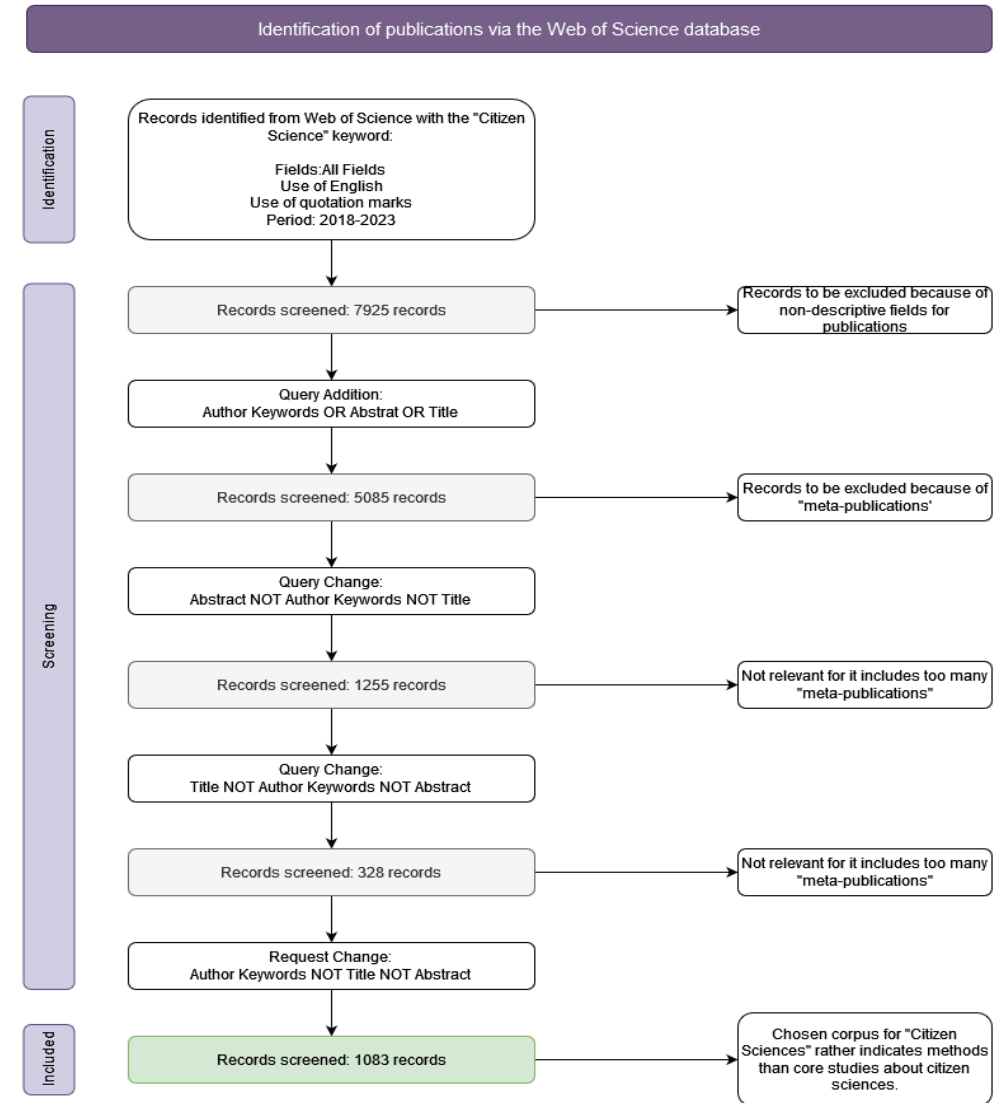 Identification of publications via the Web of Science database
Identification
Records identified from Web of Science with the "Citizen
Science" keyword:
Fields:All Fields
Use of English
Use of quotation marks
Period: 2018-2023
Screening
Records screened: 7925 records
Records to be excluded because of
non-descriptive fields for
publications
Query Addition:
Author Keywords OR Abstrat OR Title
Records screened: 5085 records
Records to be excluded because of
"meta-publications'
Query Change:
Abstract NOT Author Keywords NOT Title
Records screened: 1255 records
Not relevant for it includes too many
"meta-publications"
Query Change:
Title NOT Author Keywords NOT Abstract
Records screened: 328 records
Not relevant for it includes too many
"meta-publications"
Request Change:
Author Keywords NOT Title NOT Abstract
Included
Records screened: 1083 records
Chosen corpus for "Citizen
Sciences" rather indicates methods
than core studies about citizen
sciences.